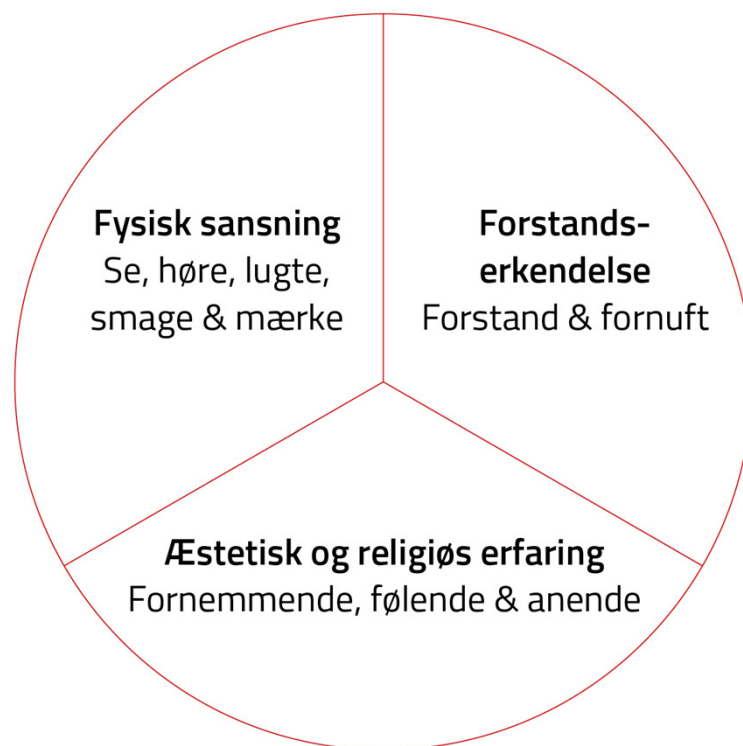 Fysisk sansning
Se, høre, lugte,
smage & mærke
Forstands-
erkendelse
Forstand & fornuft
Æstetisk og religiøs erfaring
Fornemmende, følende & anende